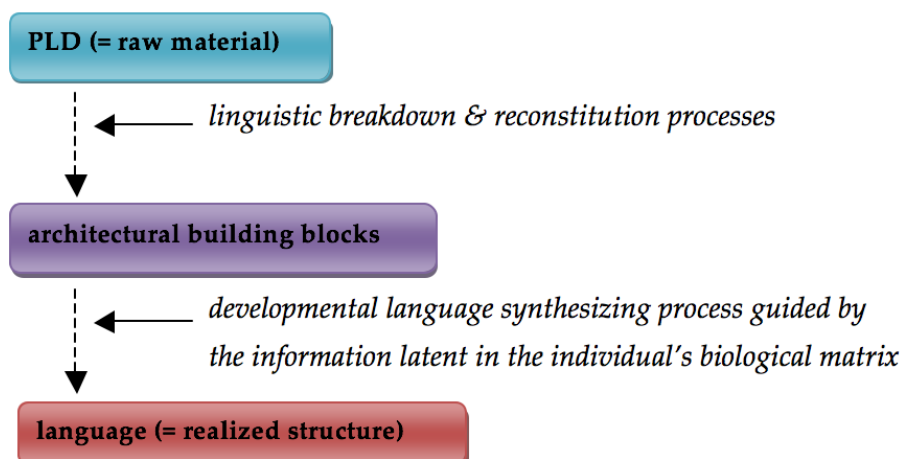 PLD (= raw material)
linguistic breakdown & reconstitution processes
architectural building blocks
developmental language synthesizing process guided by
the information latent in the individual's biological matrix
language (= realized structure)